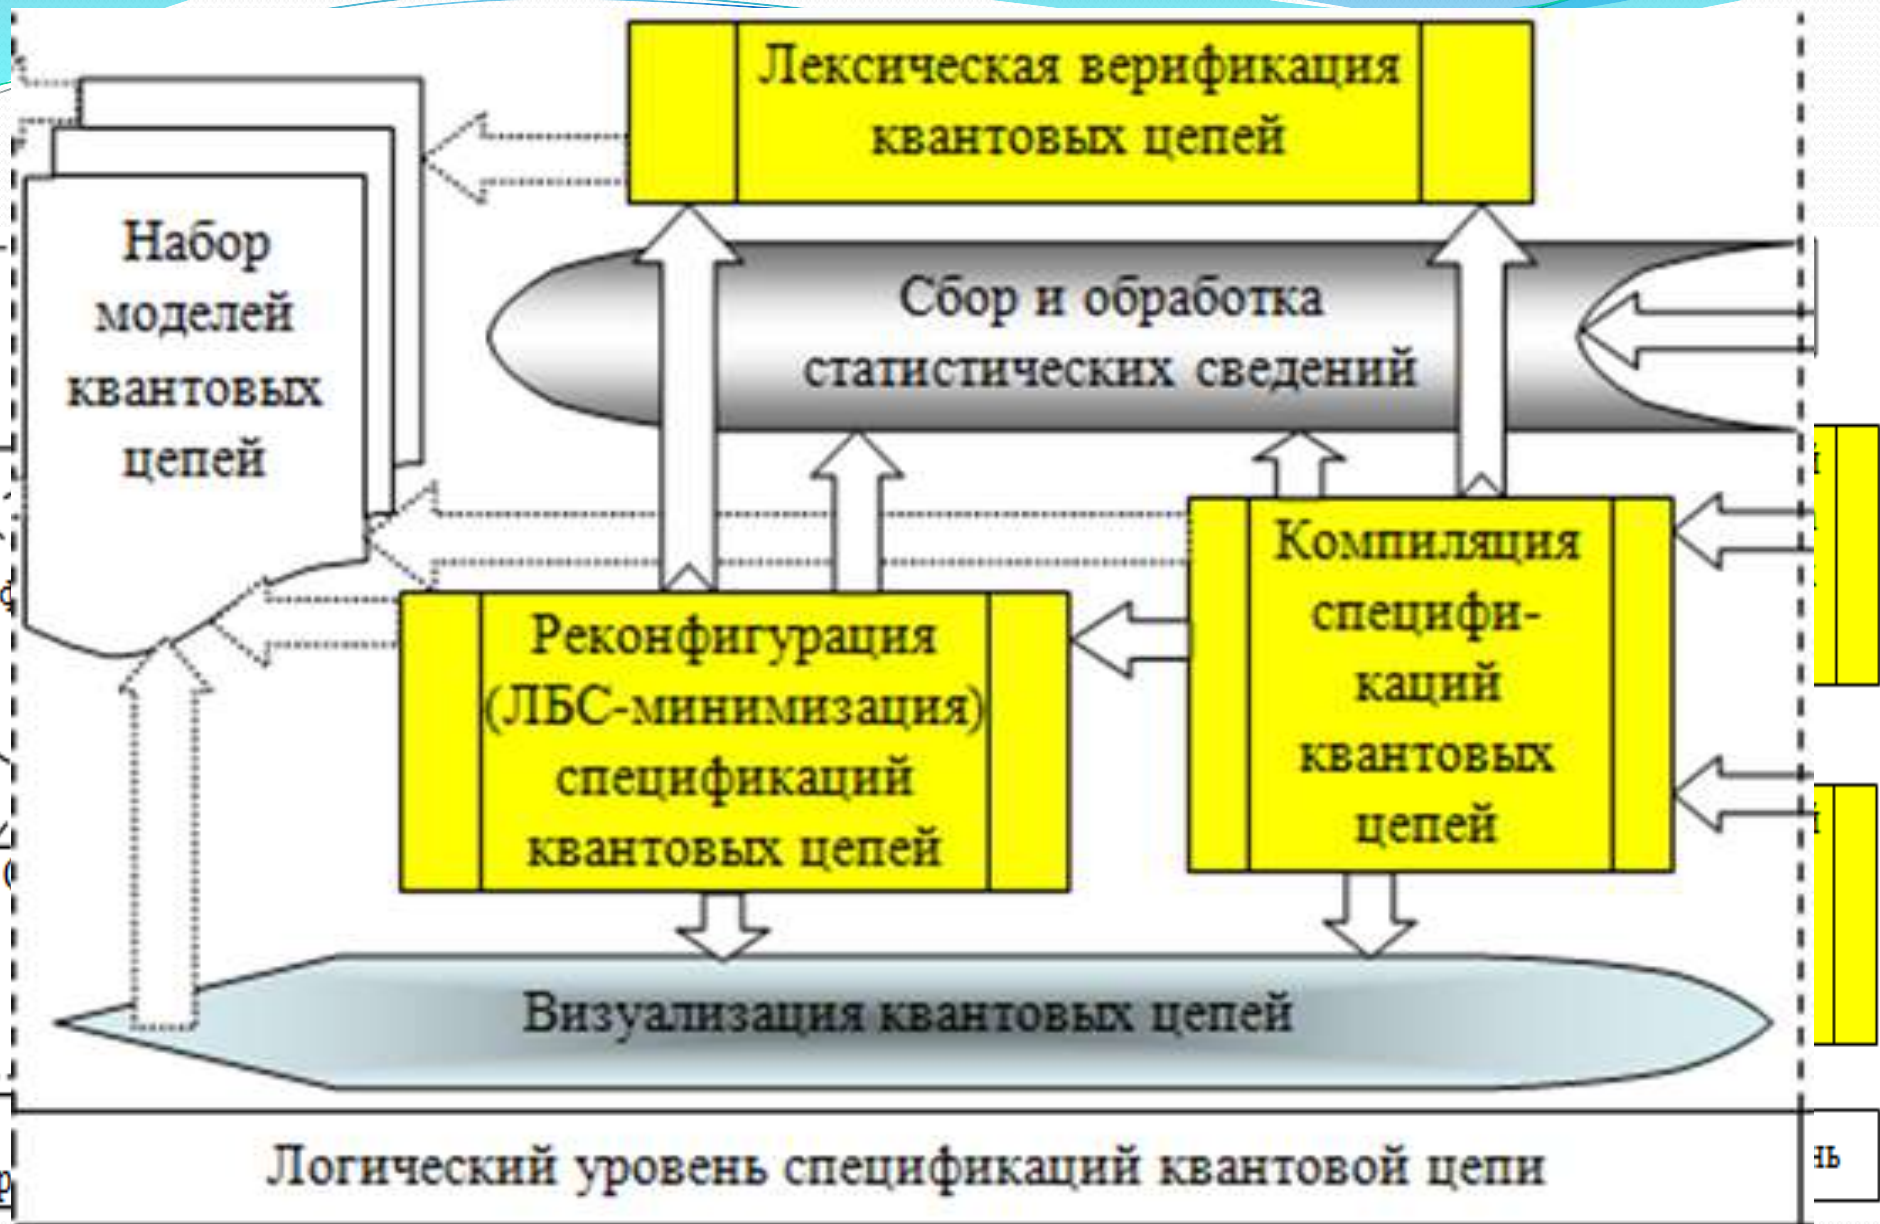 Лексическая верификация
квантовых цепей
Набор
моделей
квантовых
цепей
Сбор и обработка
статистических сведений
Компиляция
специфи-
каций
квантовых
цепей
Реконфигурация
(ЛБС-минимизация)
спецификаций
квантовых цепей
Визуализация квантовых цепей
Логический уровень спецификаций квантовой цепи
нь